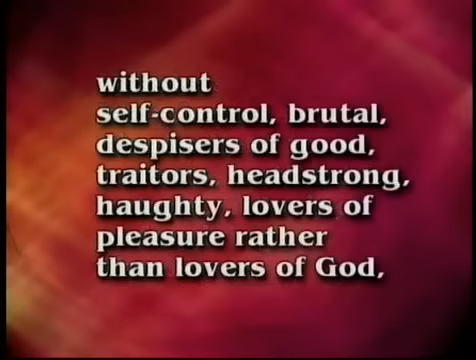 without
self-control, brutal,
despisers of good,
traitors, headstrong,
haughty, lovers of
pleasure rather
than lovers of God,